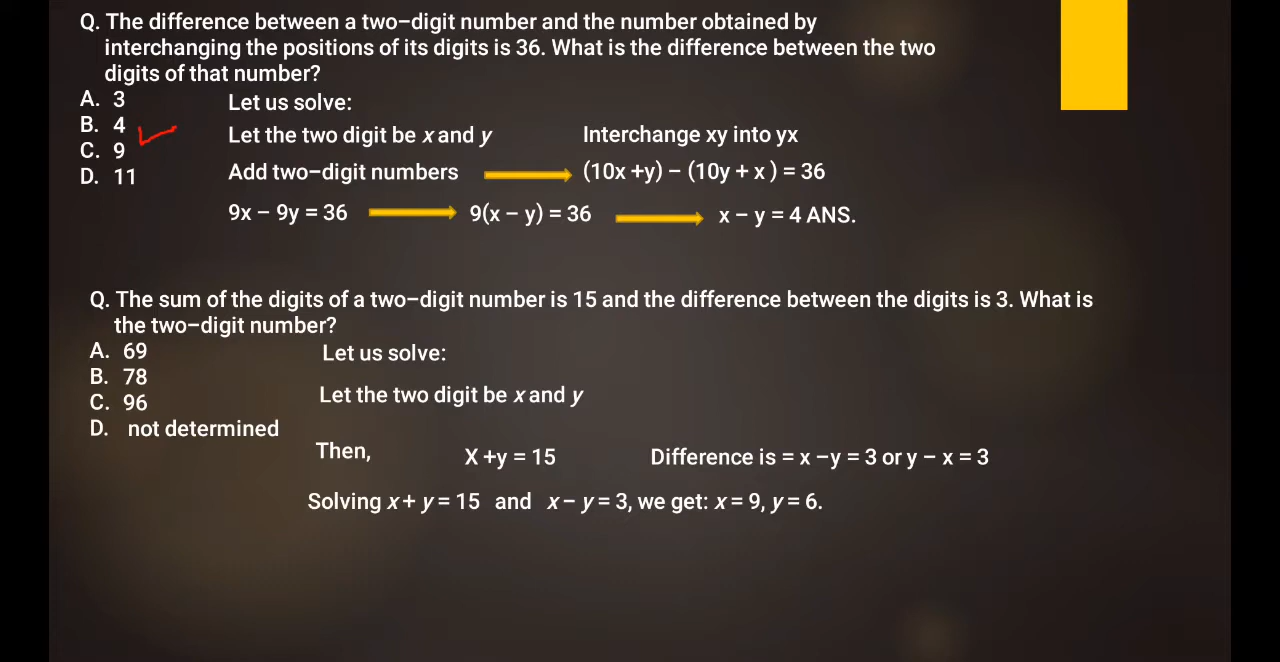 Q. The difference between a two-digit number and the number obtained by
interchanging the positions of its digits is 36. What is the difference between the two
digits of that number?
A. 3
B. 4
C. 9
D. 11
Let us solve:
Let the two digit be x and y
Interchange xy into yx
Add two-digit numbers
(10x +y) – (10y + x ) = 36
9x – 9y = 36
9(x – y) = 36
x – y = 4 ANS.
Q. The sum of the digits of a two-digit number is 15 and the difference between the digits is 3. What is
the two-digit number?
A. 69
B. 78
C. 96
D. not determined
Let us solve:
Let the two digit be x and y
Then,
X +y = 15
Difference is = x –y = 3 or y – x = 3
Solving x + y = 15 and x – y = 3, we get: x = 9, y = 6.